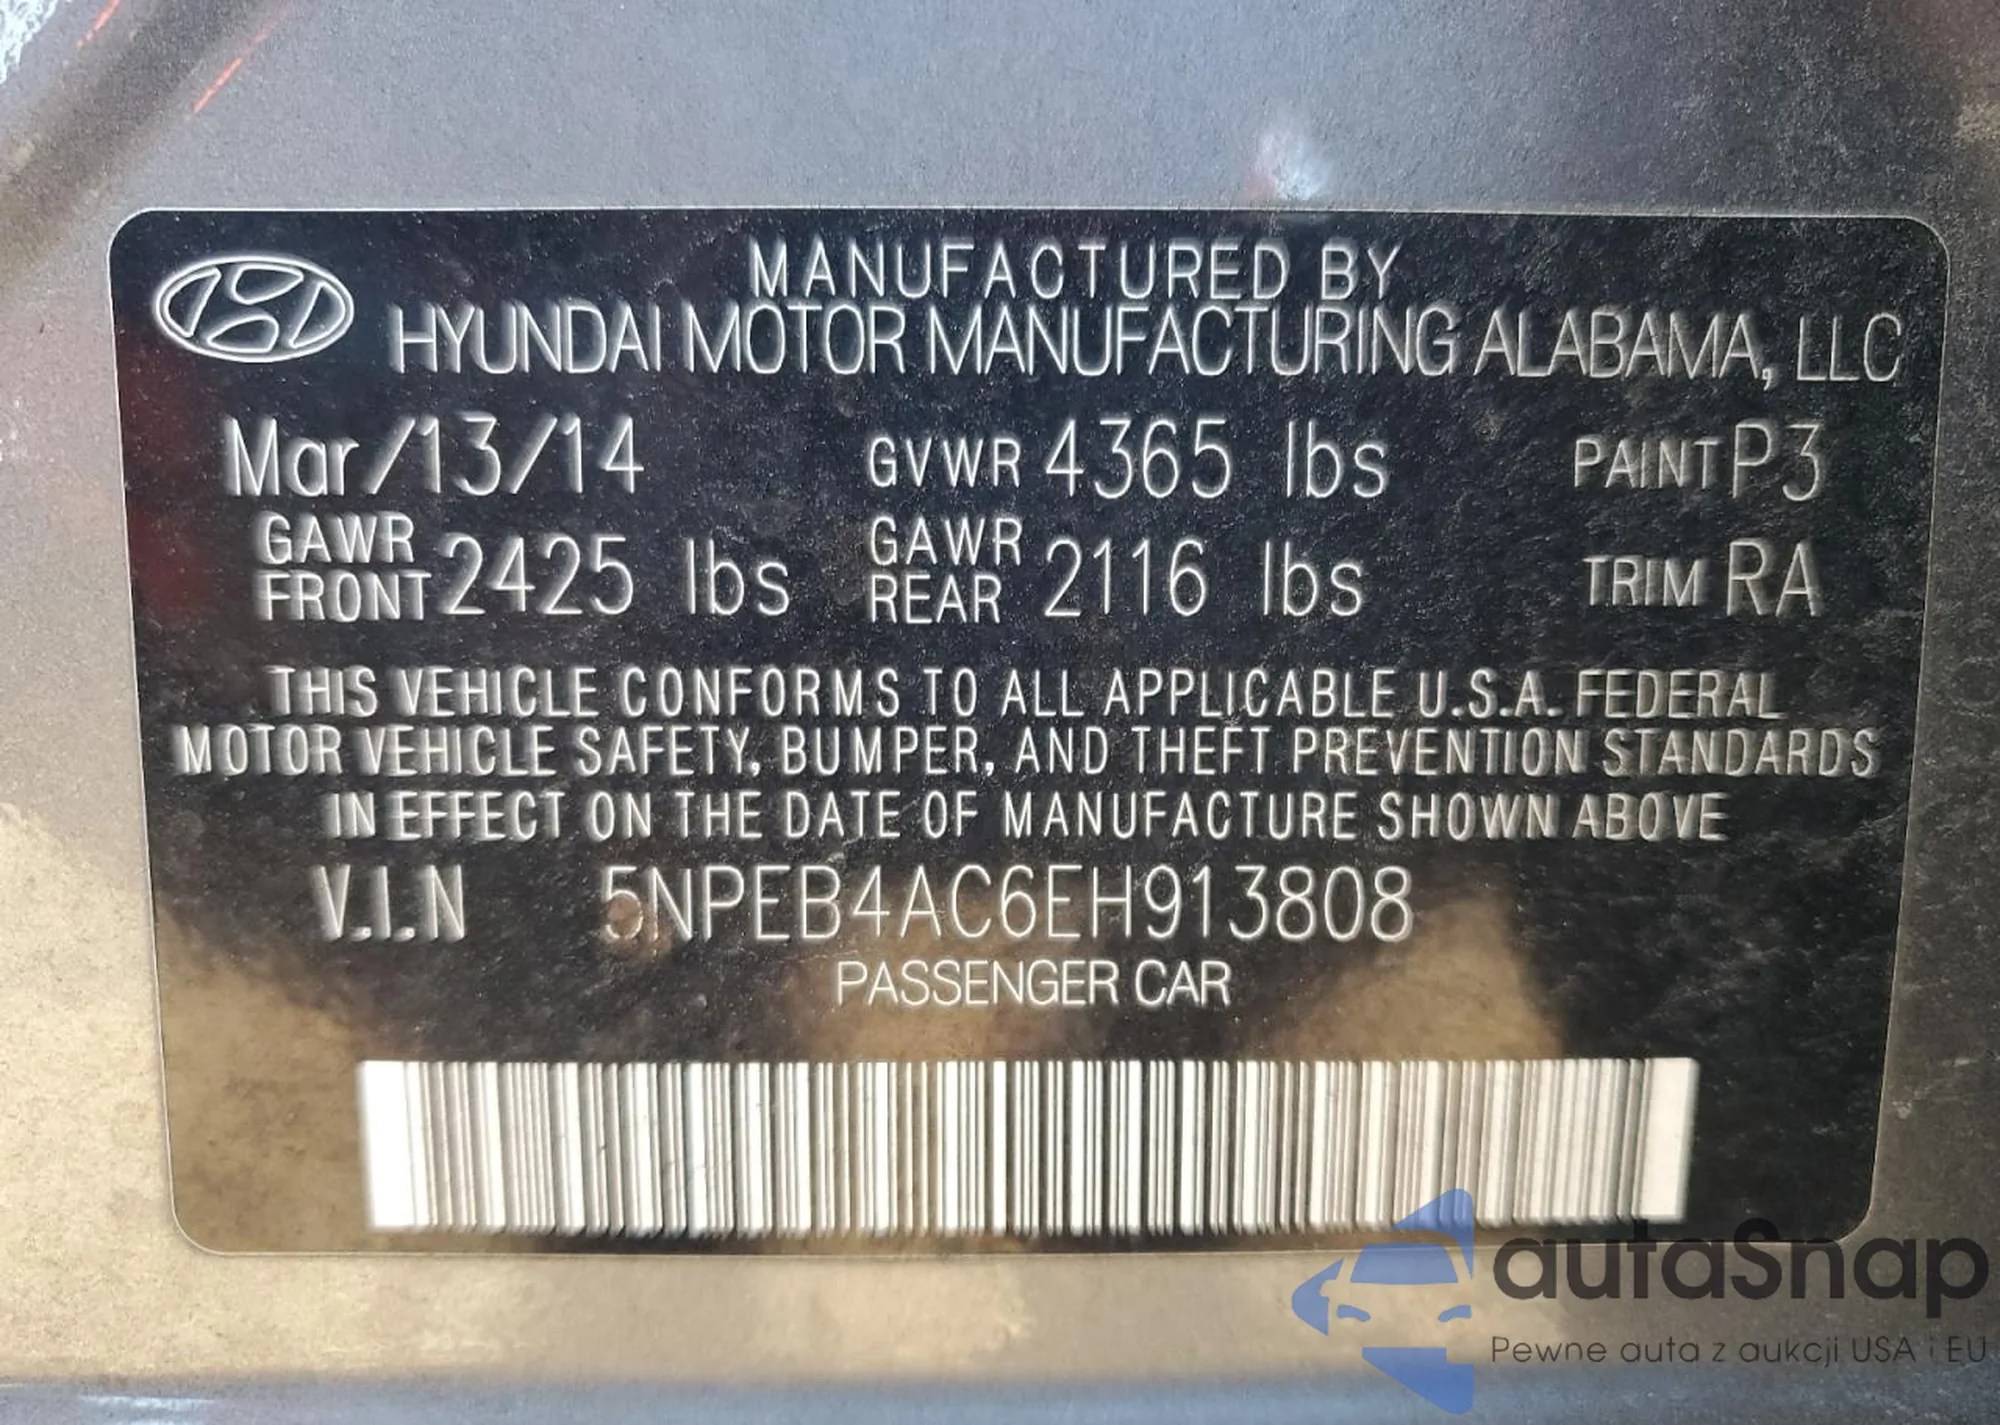 MANUFACTURED BY
HYUNDAI MOTOR MANUFACTURING ALABAMA, LLC
Mar/13/14 GVWR 4365 lbs PAINT P3
GAWR FRONT 2425 lbs GAWR REAR 2116 lbs TRIM RA
THIS VEHICLE CONFORMS TO ALL APPLICABLE U.S.A. FEDERAL
MOTOR VEHICLE SAFETY, BUMPER, AND THEFT PREVENTION STANDARDS
IN EFFECT ON THE DATE OF MANUFACTURE SHOWN ABOVE
V.I.N 5NPEB4AC6EH913808
PASSENGER CAR
autaSnap
Pewne auta z aukcji USA i EU